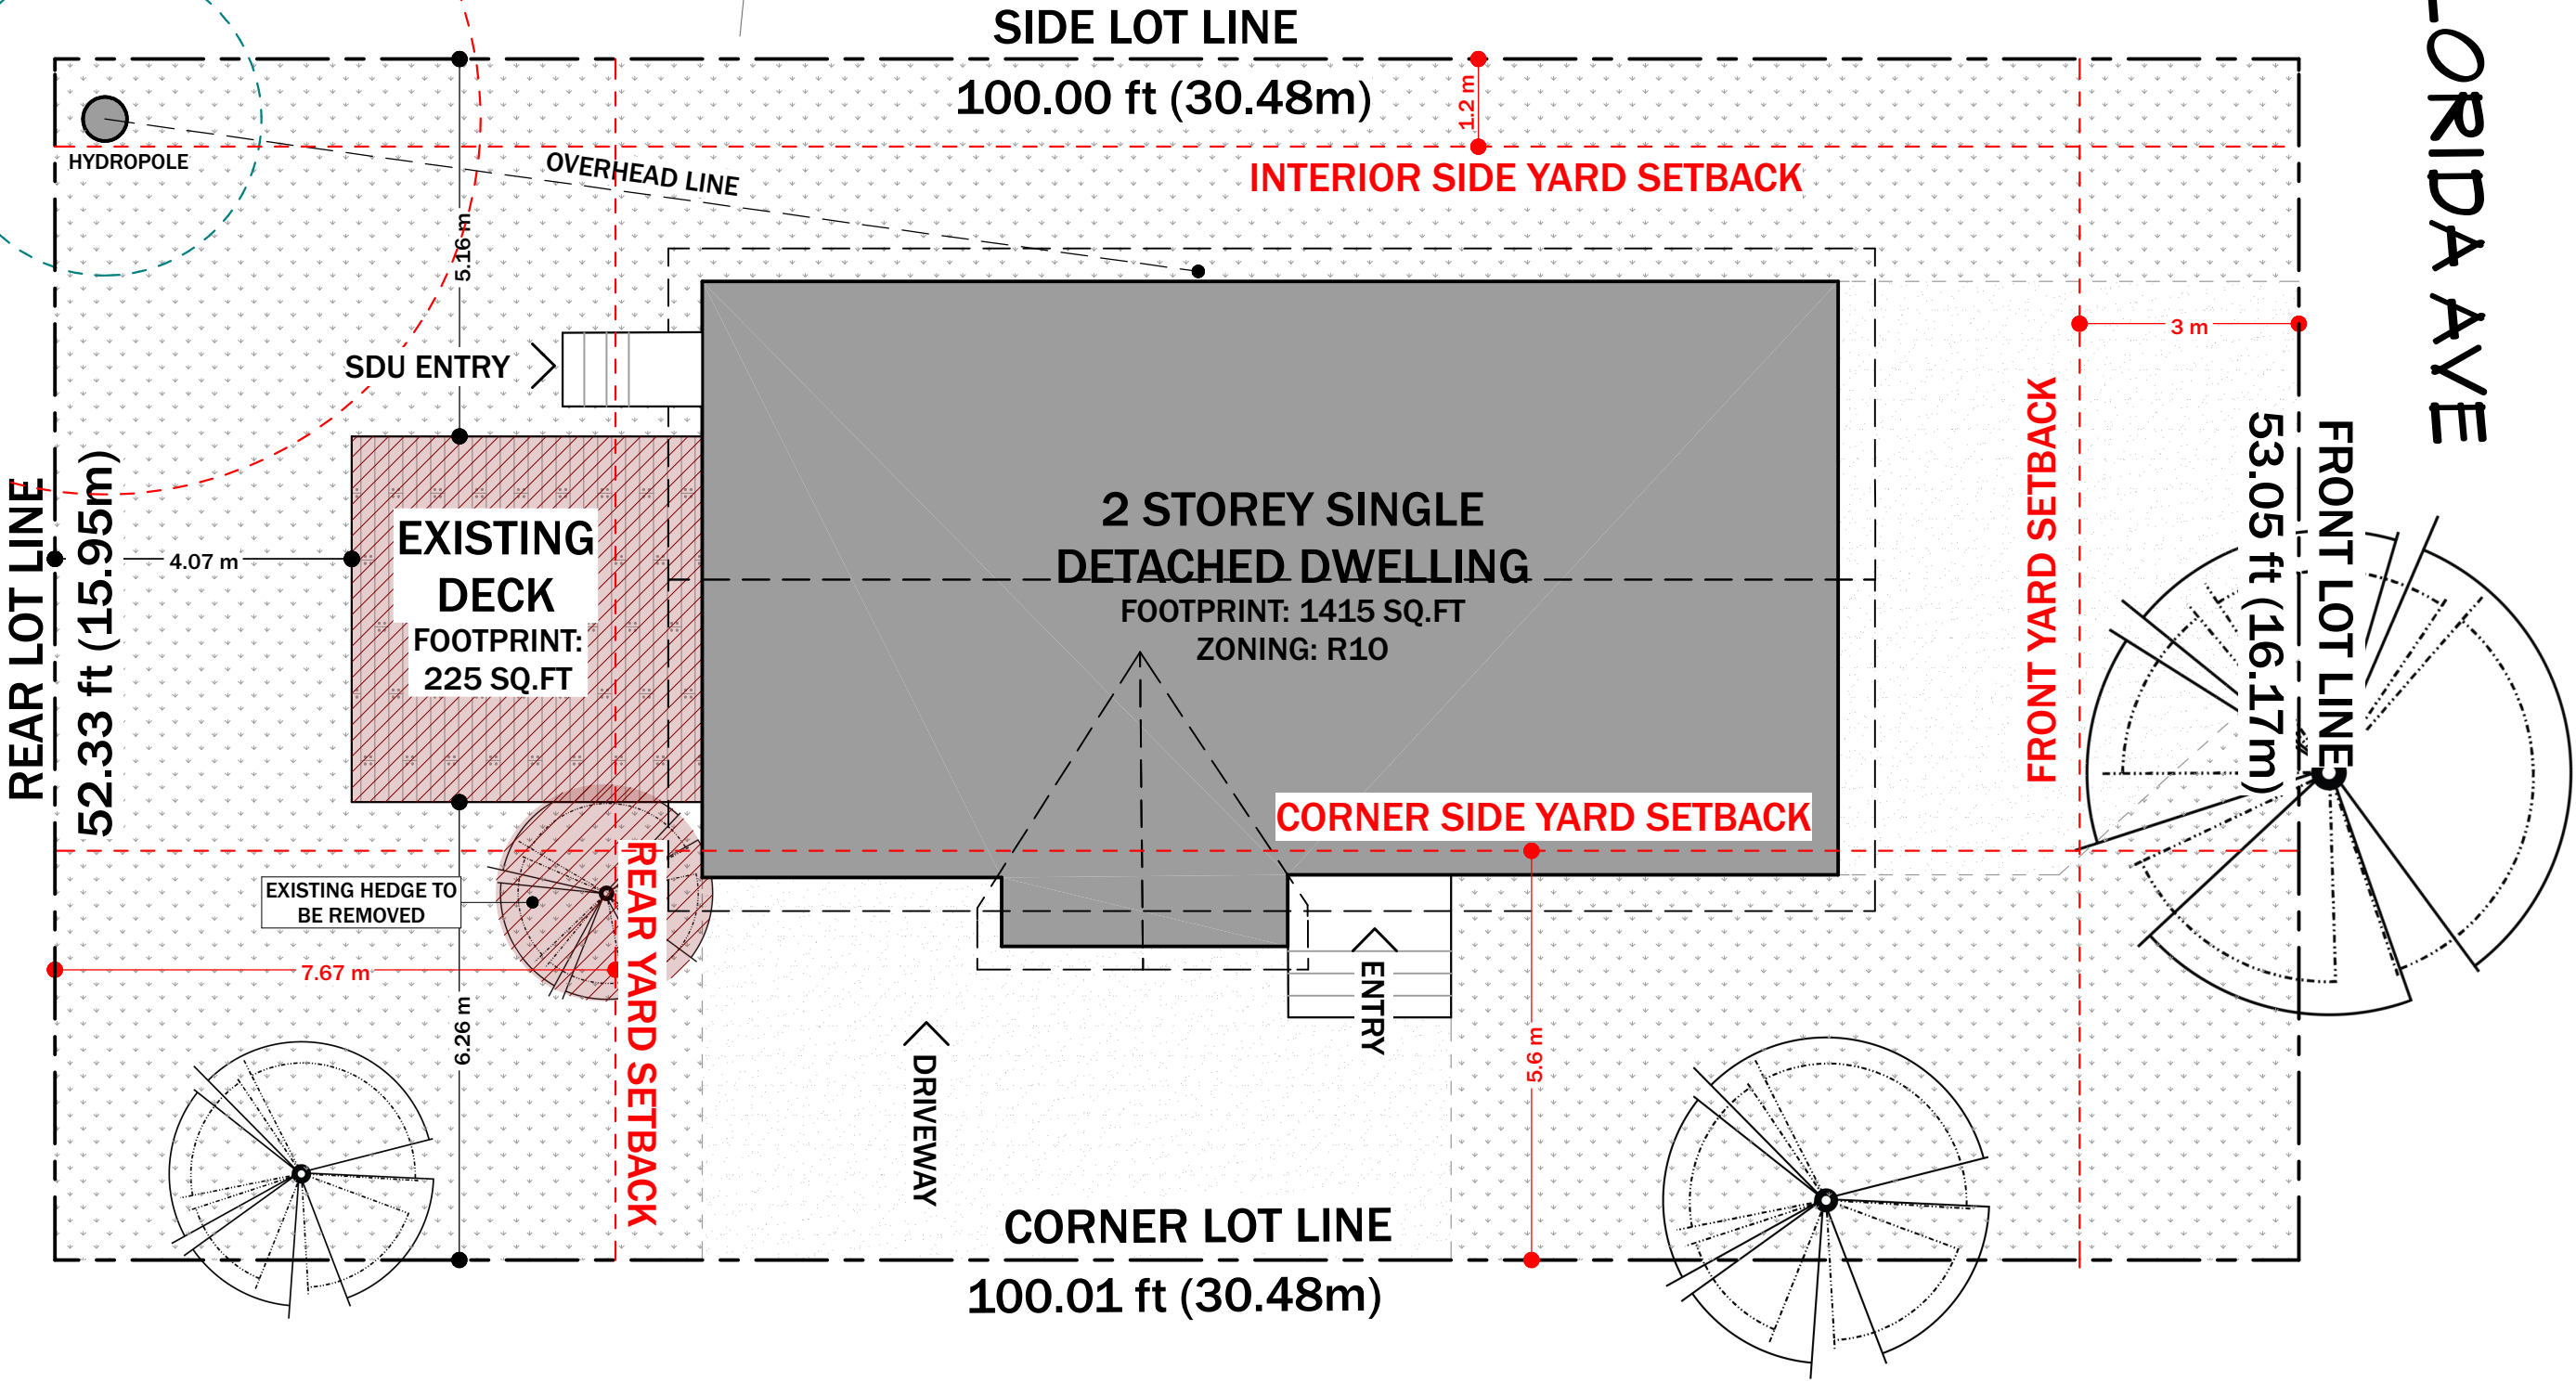 SIDE LOT LINE
100.00 ft (30.48m)
1.2 m
HYDROPOLE
OVERHEAD LINE
INTERIOR SIDE YARD SETBACK
LORIDA AVE
5.16m
SDU ENTRY
3 m
REAR LOT LINE
52.33 ft (15.95m)
4.07 m
EXISTING
DECK
FOOTPRINT:
225 SQ.FT
2 STOREY SINGLE
DETACHED DWELLING
FOOTPRINT: 1415 SQ.FT
ZONING: R1O
FRONT YARD SETBACK
53.05 ft (16.17m)
FRONT LOT LINE
CORNER SIDE YARD SETBACK
EXISTING HEDGE TO
BE REMOVED
7.67 m
6.26 m
REAR YARD SETBACK
DRIVEWAY
ENTRY
5.6 m
CORNER LOT LINE
100.01 ft (30.48m)